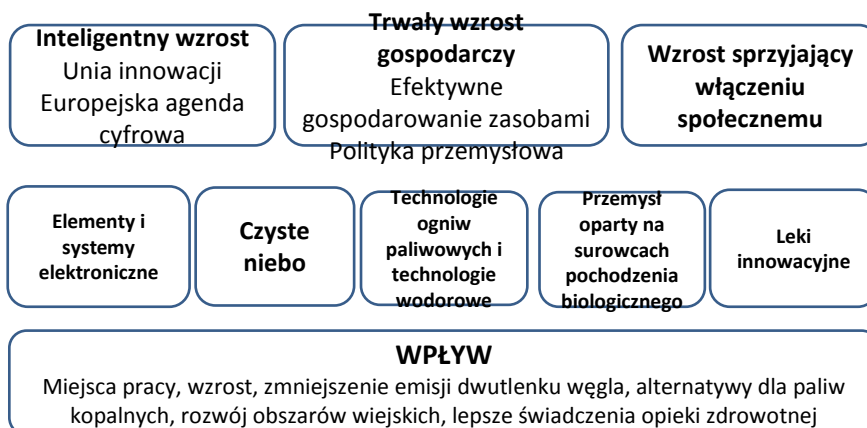 Inteligentny wzrost
Unia innowacji
Europejska agenda
cyfrowa
Trwały wzrost
gospodarczy
Efektywne
gospodarowanie zasobami
Polityka przemysłowa
Wzrost sprzyjający
włączeniu
społecznemu
Elementy i
systemy
elektroniczne
Czyste
niebo
Technologie
ogniw
paliwowych i
technologie
wodorowe
Przemysł
oparty na
surowcach
pochodzenia
biologicznego
Leki
innowacyjne
WPŁYW
Miejsca pracy, wzrost, zmniejszenie emisji dwutlenku węgla, alternatywy dla paliw
kopalnych, rozwój obszarów wiejskich, lepsze świadczenia opieki zdrowotnej